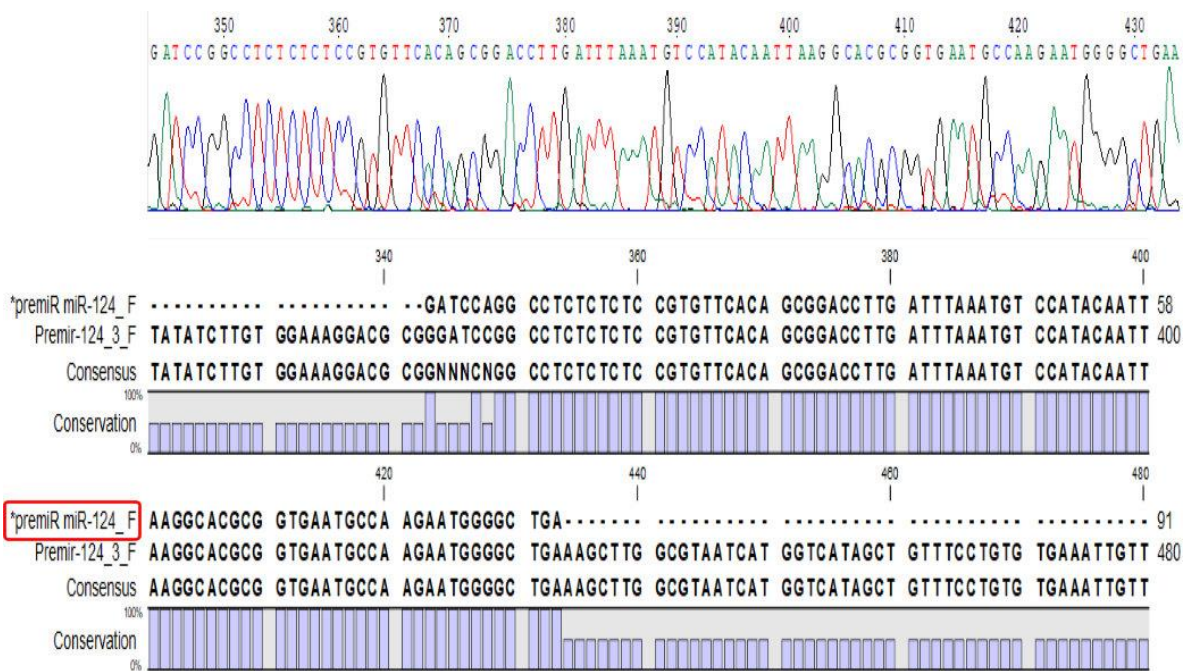 350 360 370 380 390 400 410 420 430
GATCCGGCCTCTCTCTCCGTGTTCACAGCGGACCTTGATTTAAATGTCCATACAATTAAGGCACGCGGTGAATGCCAAGAATGGGGCTGAA
340 360 380 400
*premiR miR-124_ F - - - - - - - - - - - - - - - - - - - - - -GATCCAGG CCTCTCTCTC CGTGTTCACA GCGGACCTTG ATTTAAATGT CCATACAATT 58
Premir-124_3_F TATATCTTGT GGAAAGGACG CGGGATCCGG CCTCTCTCTC CGTGTTCACA GCGGACCTTG ATTTAAATGT CCATACAATT 400
Consensus TATATCTTGT GGAAAGGACG CGGNNNCNGG CCTCTCTCTC CGTGTTCACA GCGGACCTTG ATTTAAATGT CCATACAATT
100%
Conservation
0%
420 440 460 480
*premiR miR-124_ F AAGGCACGCG GTGAATGCCA AGAATGGGGC TGA- - - - - - - - - - - - - - - - - - - - - - - - - - - - - - - - - - - - - - - - - - - - - - - 91
Premir-124_3_F AAGGCACGCG GTGAATGCCA AGAATGGGGC TGAAAGCTTG GCGTAATCAT GGTCATAGCT GTTTCCTGTG TGAAATTGTT 480
Consensus AAGGCACGCG GTGAATGCCA AGAATGGGGC TGAAAGCTTG GCGTAATCAT GGTCATAGCT GTTTCCTGTG TGAAATTGTT
100%
Conservation
0%